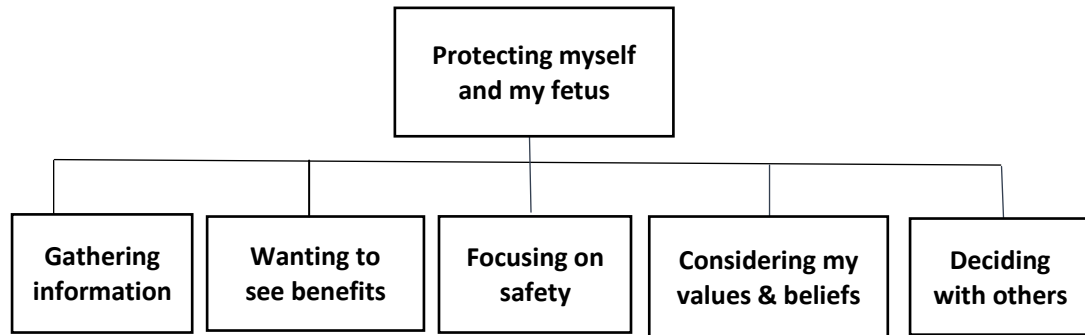 Protecting myself
and my fetus
Gathering
information
Wanting to
see benefits
Focusing on
safety
Considering my
values & beliefs
Deciding
with others